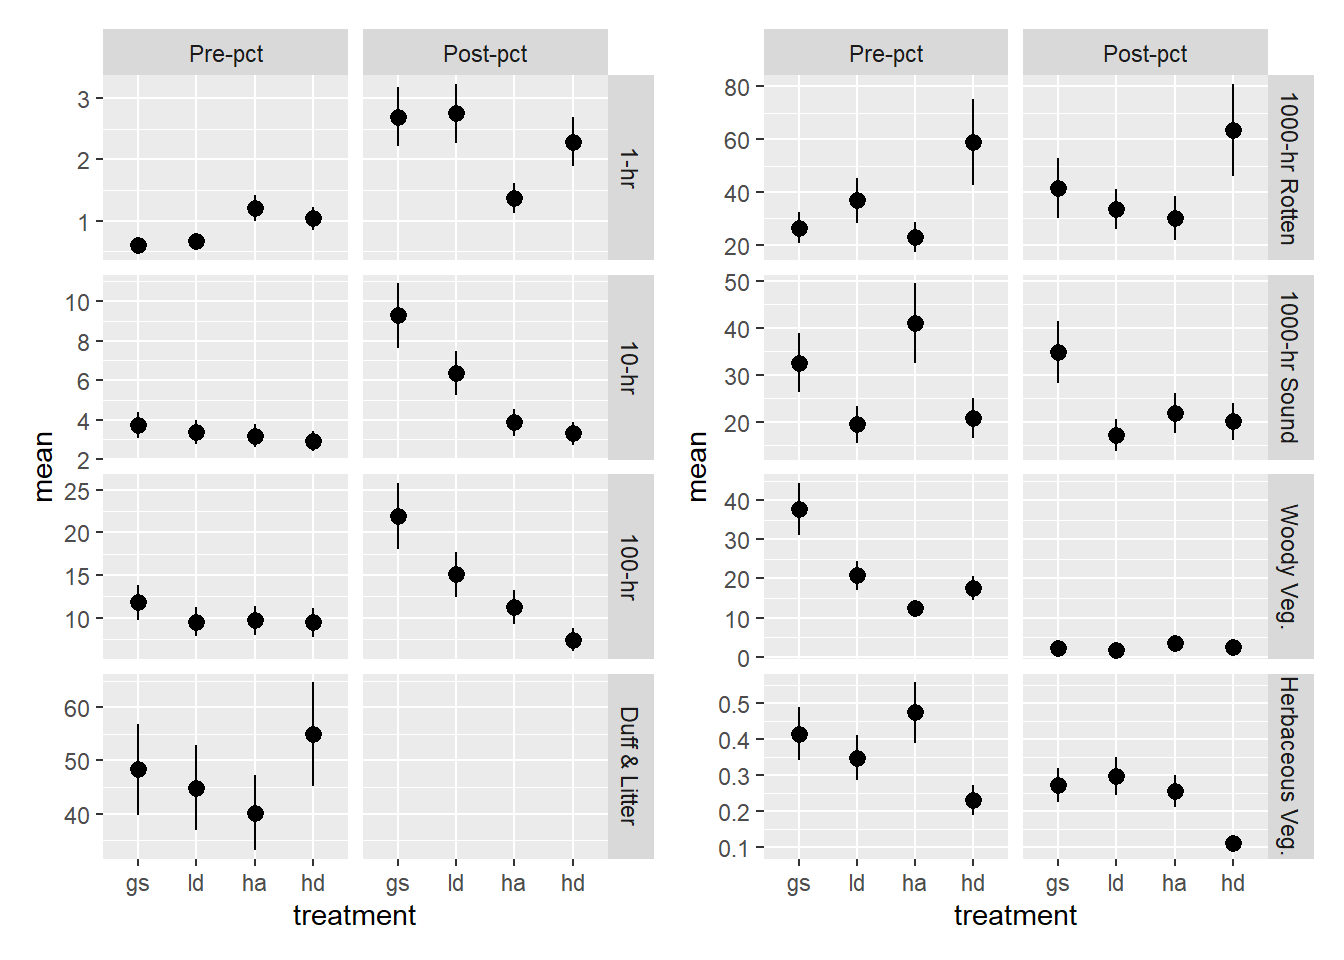 Pre-pct
Post-pct
3
2
1
1-hr
10
8
6
4
2
10-hr
25
20
15
10
100-hr
60
50
40
Duff & Litter
gs ld ha hd
gs ld ha hd
treatment
mean
Pre-pct
Post-pct
80
60
40
20
1000-hr Rotten
50
40
30
20
1000-hr Sound
40
30
20
10
0
Woody Veg.
0.5
0.4
0.3
0.2
0.1
Herbaceous Veg.
gs ld ha hd
gs ld ha hd
treatment
mean